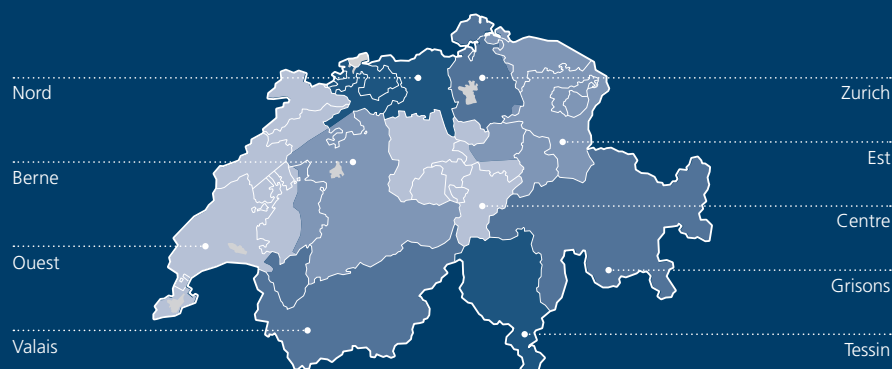 Nord
Zurich
Est
Berne
Centre
Ouest
Grisons
Valais
Tessin